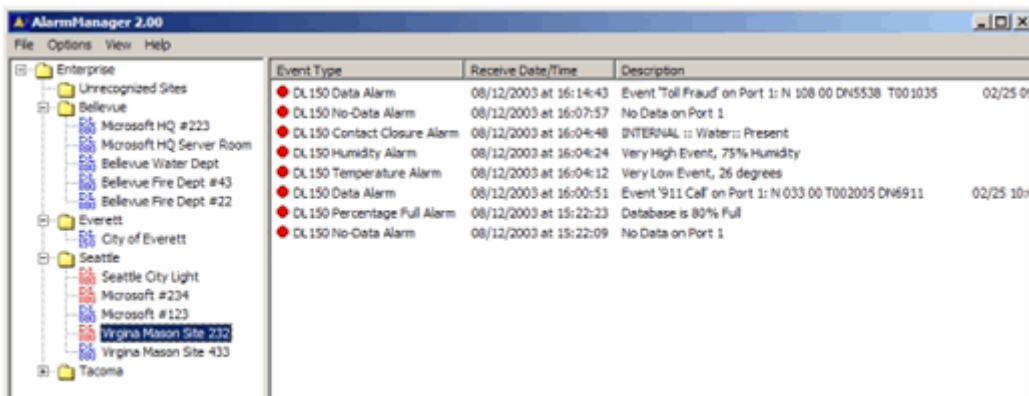 AlarmManager 2.00
File Options View Help
Enterprise
Unrecognized Sites
Bellevue
Microsoft HQ #223
Microsoft HQ Server Room
Bellevue Water Dept
Bellevue Fire Dept #43
Bellevue Fire Dept #22
Everett
City of Everett
Seattle
Seattle City Light
Microsoft #234
Microsoft #123
Virgina Mason Site 232
Virgina Mason Site 433
Tacoma
Event Type Receive Date/Time Description
DL150 Data Alarm 08/12/2003 at 16:14:43 Event 'Toll Fraud' on Port 1: N 108 00 DN5538 T001035 02/25 09
DL150 No-Data Alarm 08/12/2003 at 16:07:57 No Data on Port 1
DL150 Contact Closure Alarm 08/12/2003 at 16:04:48 INTERNAL :: Water:: Present
DL150 Humidity Alarm 08/12/2003 at 16:04:24 Very High Event, 75% Humidity
DL150 Temperature Alarm 08/12/2003 at 16:04:12 Very Low Event, 26 degrees
DL150 Data Alarm 08/12/2003 at 16:00:51 Event '911 Call' on Port 1: N 033 00 T002005 DN6911 02/25 10:
DL150 Percentage Full Alarm 08/12/2003 at 15:22:23 Database is 80% Full
DL150 No-Data Alarm 08/12/2003 at 15:22:09 No Data on Port 1